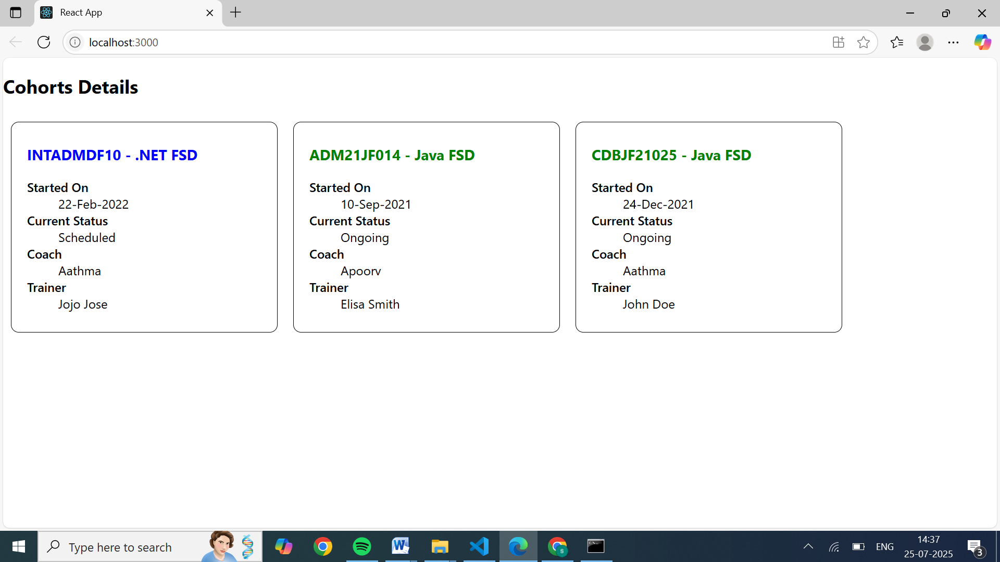 React App
localhost:3000
Cohorts Details
INTADMDF10 - .NET FSD
Started On
22-Feb-2022
Current Status
Scheduled
Coach
Aathma
Trainer
Jojo Jose
ADM21JF014 - Java FSD
Started On
10-Sep-2021
Current Status
Ongoing
Coach
Apoorv
Trainer
Elisa Smith
CDBJF21025 - Java FSD
Started On
24-Dec-2021
Current Status
Ongoing
Coach
Aathma
Trainer
John Doe
Type here to search
ENG
14:37
25-07-2025
3